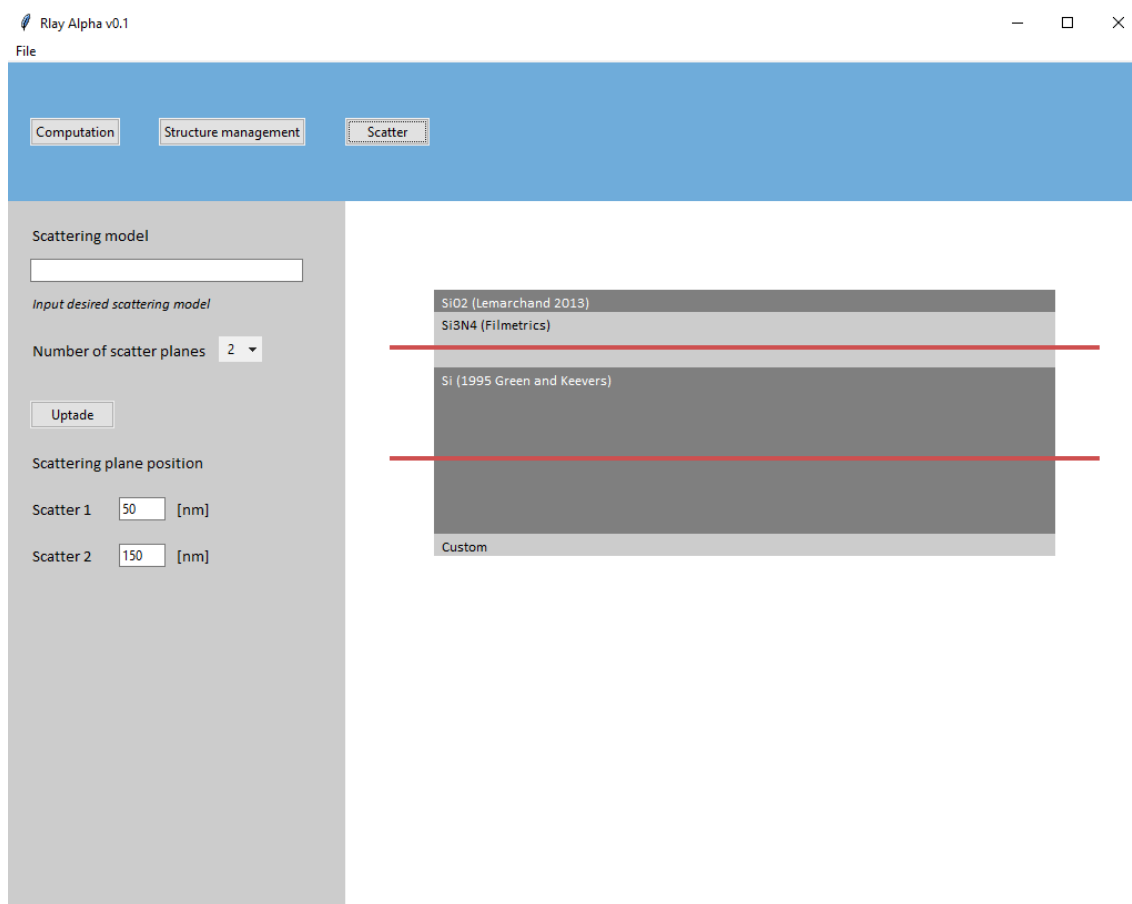 Rlay Alpha v0.1
File
Computation
Structure management
Scatter
Scattering model
Input desired scattering model
Number of scatter planes 2
Uptade
Scattering plane position
Scatter 1 50 [nm]
Scatter 2 150 [nm]
SiO2 (Lemarchand 2013)
Si3N4 (Filmetrics)
Si (1995 Green and Keevers)
Custom